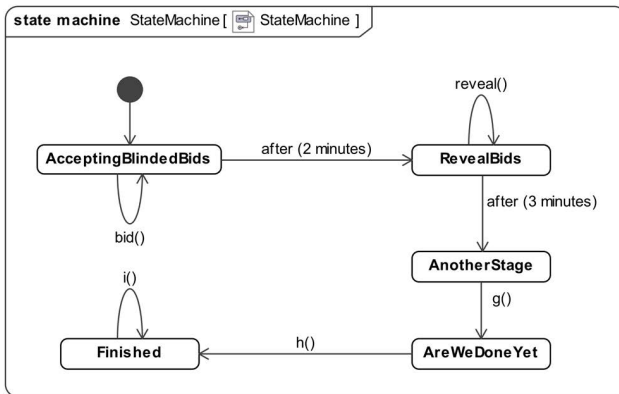 state machine StateMachine [ StateMachine ]
reveal()
AcceptingBlindedBids
after (2 minutes)
RevealBids
after (3 minutes)
bid()
AnotherStage
i()
g()
Finished
h()
AreWeDoneYet